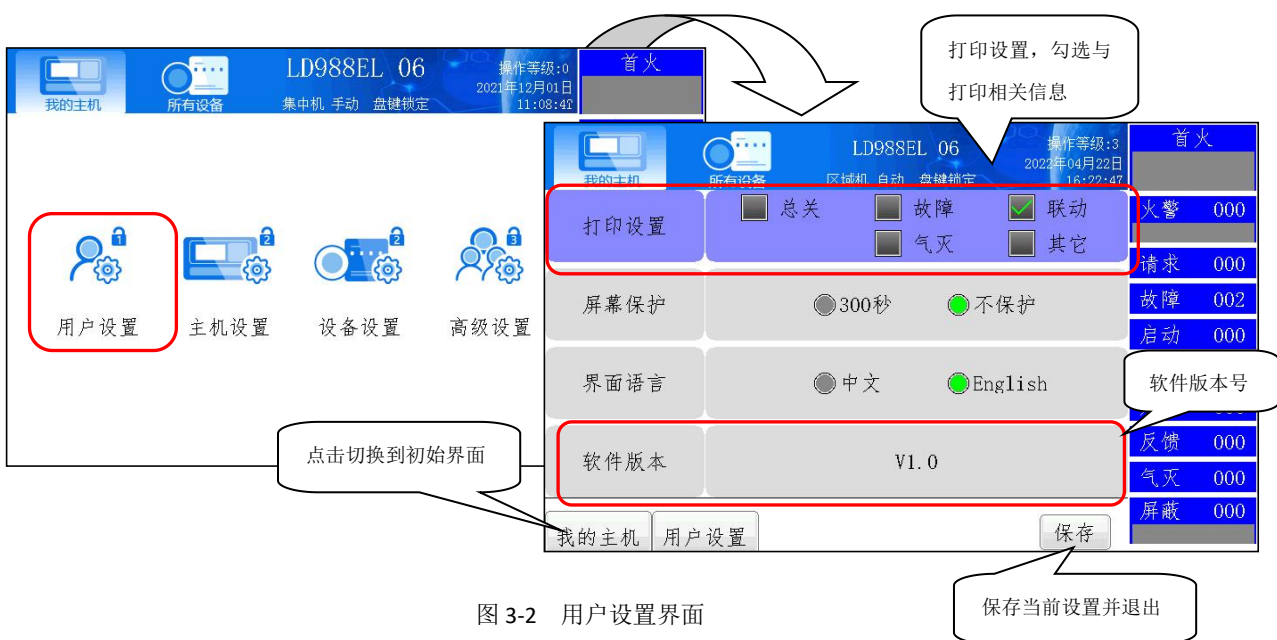 LD988EL 06
操作等级:0
2021年12月01日
11:08:47
我的主机
所有设备
集中机 手动 盘键锁定
首火
1
2
2
3
用户设置
主机设置
设备设置
高级设置
打印设置，勾选与
打印相关信息
LD988EL 06
操作等级:3
2022年04月22日
16:22:47
我的主机
所有设备
区域机 自动 盘键锁定
首火
打印设置
总关
故障
联动
气灭
其它
火警 000
请求 000
屏幕保护
300秒
不保护
故障 002
启动 000
界面语言
中文
English
软件版本号
软件版本
V1.0
反馈 000
气灭 000
屏蔽 000
点击切换到初始界面
我的主机
用户设置
保存
保存当前设置并退出
图 3-2 用户设置界面